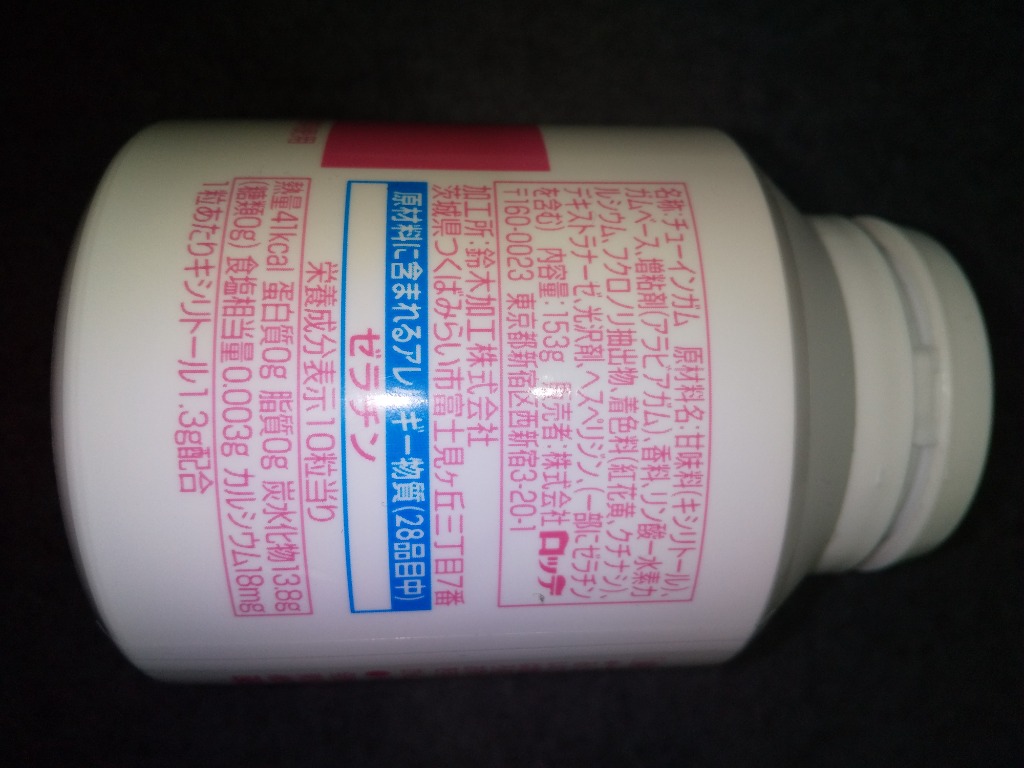 名称:チューインガム 原材料名:甘味料(キシリトール)、
ガムベース、増粘剤(アラビアガム)、香料、リン酸一水素カ
ルシウム、フクロノリ抽出物、着色料(紅花黄、クチナシ)、
デキストラナーゼ、光沢剤、ヘスペリジン、(一部にゼラチン
を含む) 内容量:153g 販売者:株式会社ロッテ
〒160-0023 東京都新宿区西新宿3-20-1
加工所:鈴木加工株式会社
茨城県つくばみらい市富士見ヶ丘三丁目7番
原材料に含まれるアレルギー物質(28品目中)
ゼラチン
栄養成分表示10粒当り
熱量41kcal 蛋白質0g 脂質0g 炭水化物13.8g
(糖類0g) 食塩相当量0.003g カルシウム18mg
1粒あたりキシリトール1.3g配合